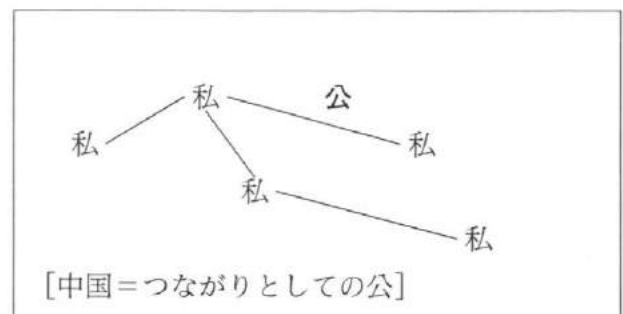 私 公
私 私
私
私
[中国＝つながりとしての公]